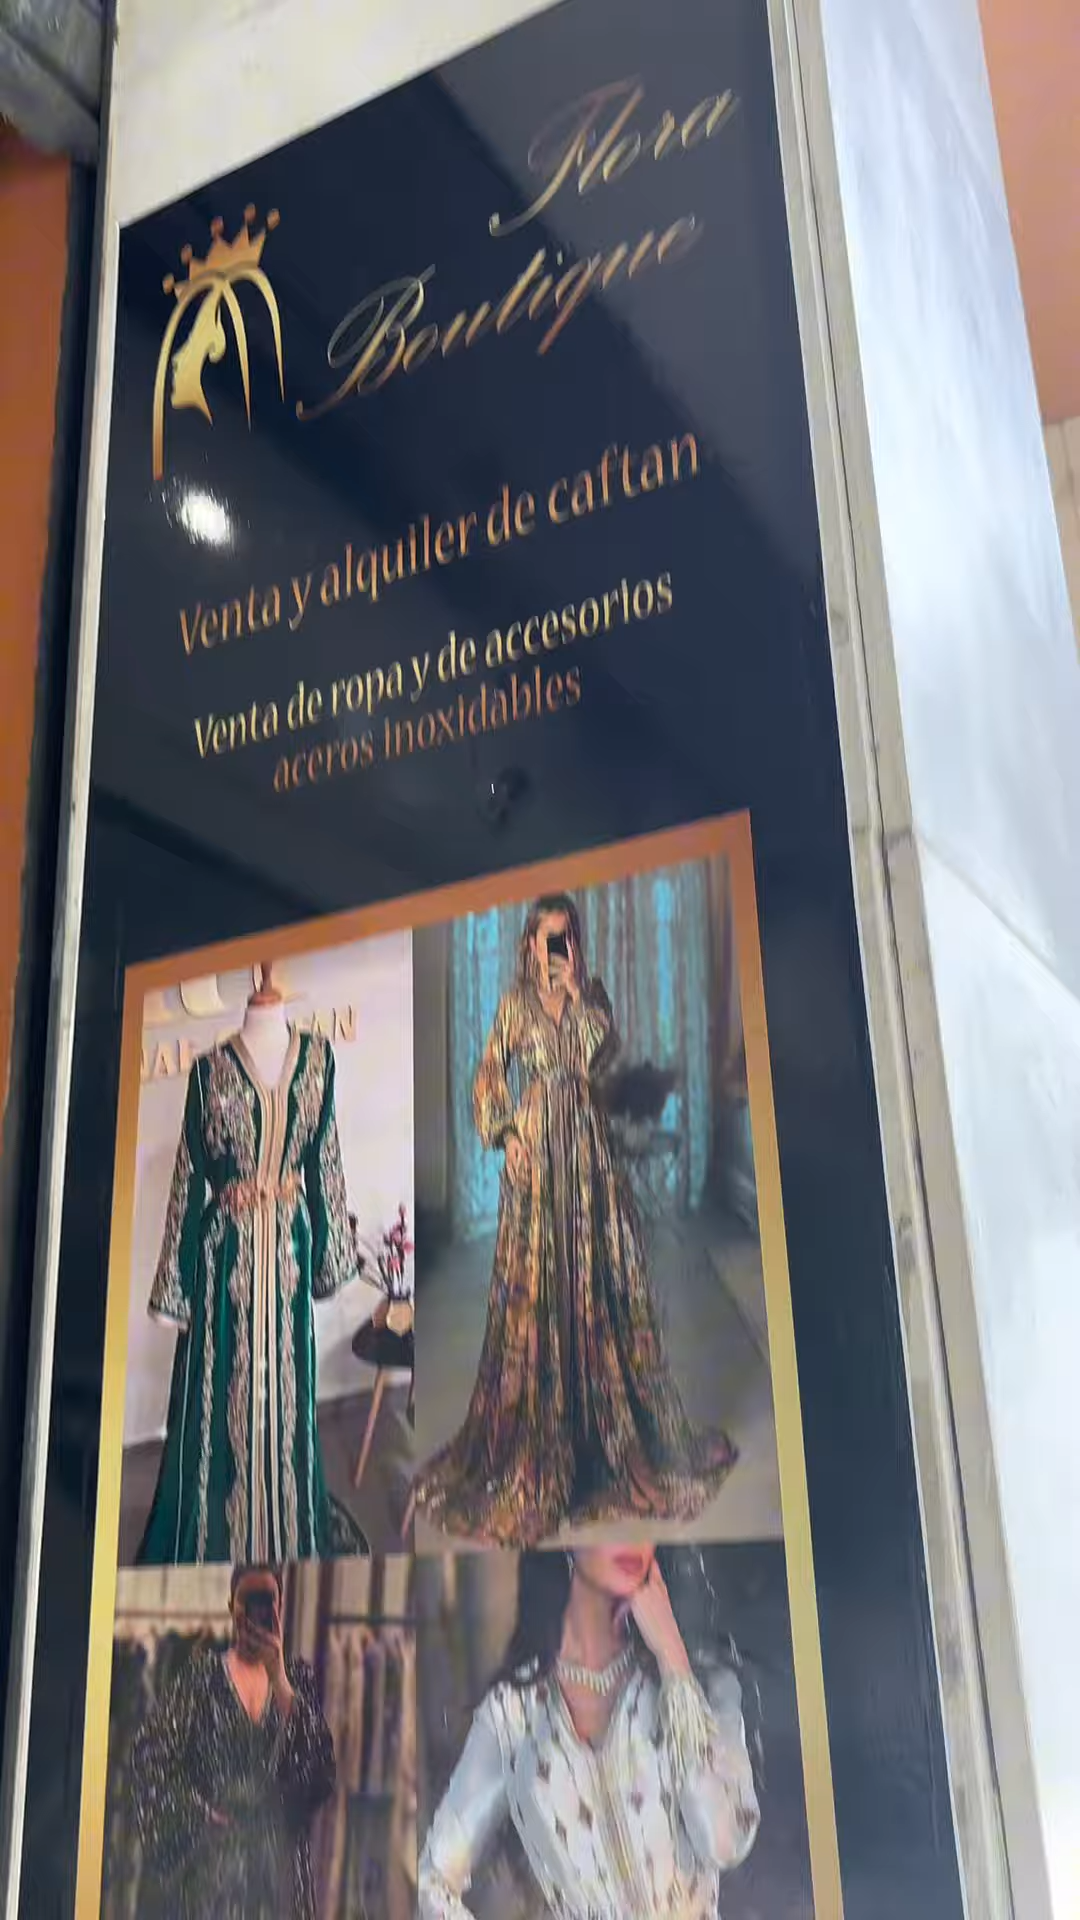 Flora
Boutique
Venta y alquiler de caftan
Venta de ropa y de accesorios
aceros inoxidables